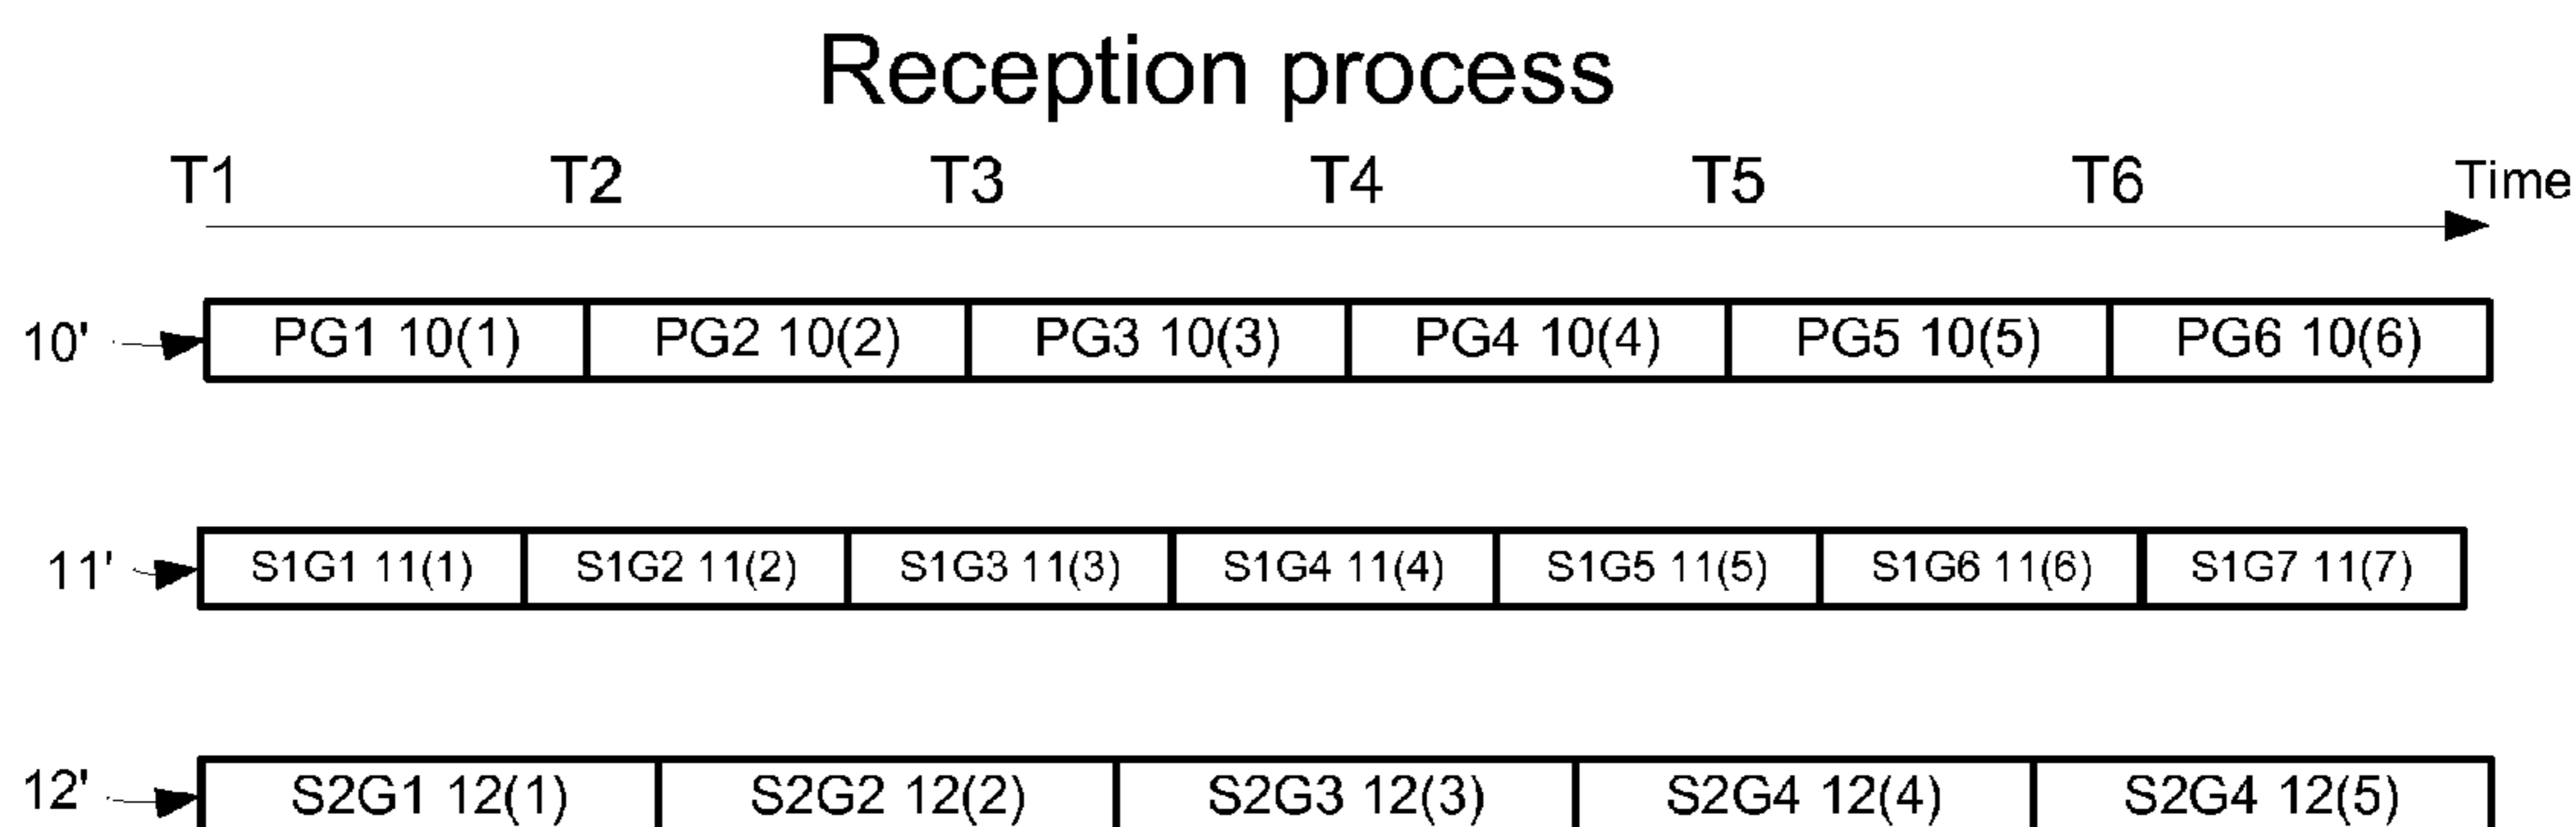 Reception process
T1 T2 T3 T4 T5 T6 Time
10' PG1 10(1) PG2 10(2) PG3 10(3) PG4 10(4) PG5 10(5) PG6 10(6)
11' S1G1 11(1) S1G2 11(2) S1G3 11(3) S1G4 11(4) S1G5 11(5) S1G6 11(6) S1G7 11(7)
12' S2G1 12(1) S2G2 12(2) S2G3 12(3) S2G4 12(4) S2G4 12(5)